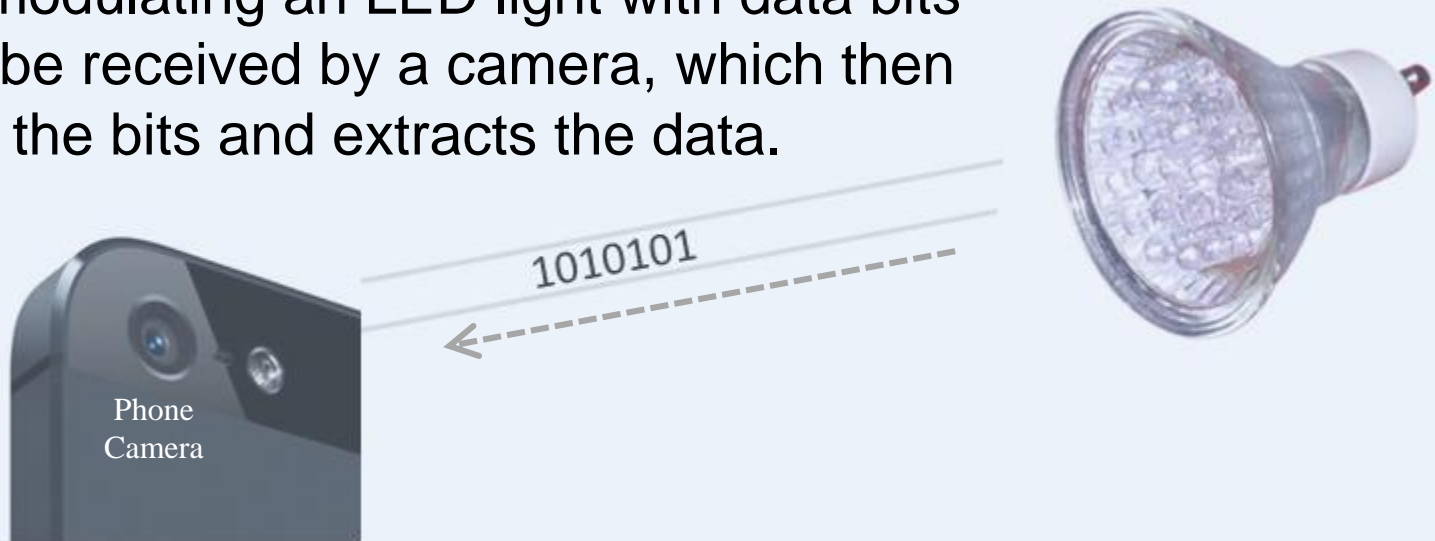 modulating an LED light with data bits
be received by a camera, which then
the bits and extracts the data.
1010101
Phone
Camera